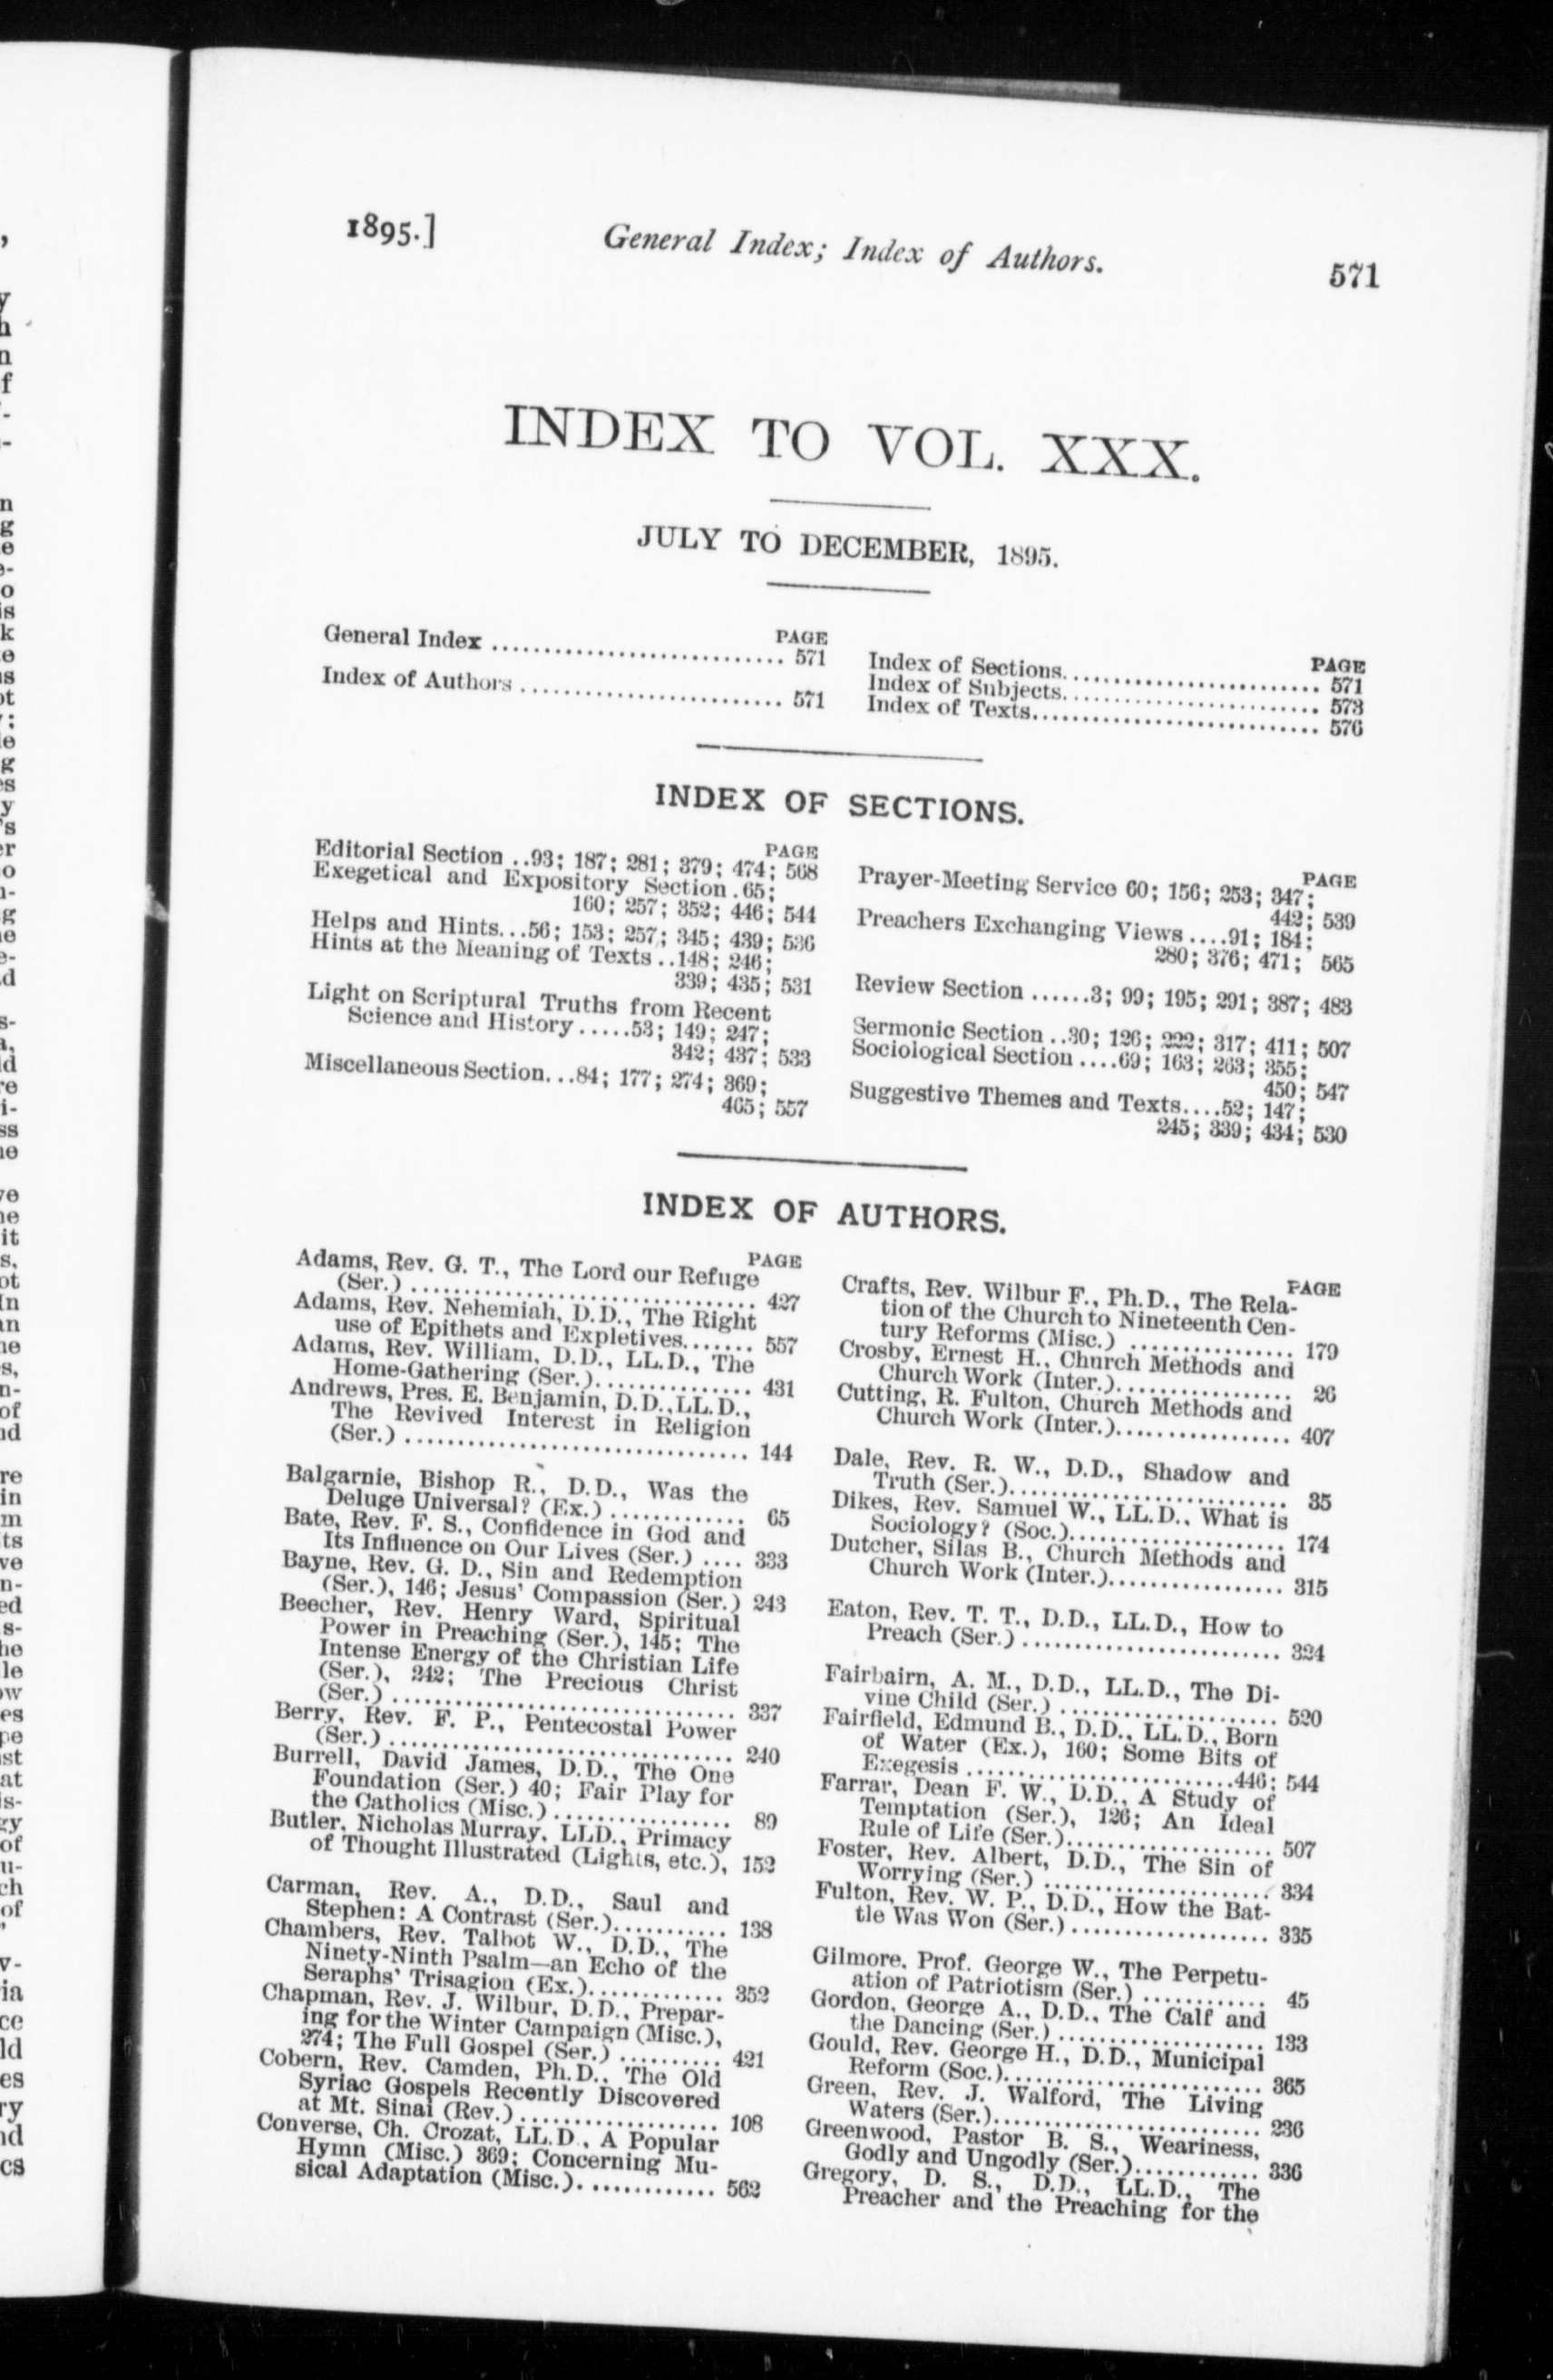 1895.] General Index; Index of Authors. 571
INDEX TO VOL. XXX.
JULY TO DECEMBER, 1895.
PAGE
General Index ............................ 571
Index of Authors .......................... 571
PAGE
Index of Sections......................... 571
Index of Subjects......................... 573
Index of Texts............................ 576
INDEX OF SECTIONS.
PAGE
Editorial Section ..93; 187; 281; 379; 474; 568
Exegetical and Expository Section .65;
160; 257; 352; 446; 544
Helps and Hints...56; 153; 257; 345; 439; 536
Hints at the Meaning of Texts ..148; 246;
339; 435; 531
Light on Scriptural Truths from Recent
Science and History .....53; 149; 247;
342; 437; 533
Miscellaneous Section...84; 177; 274; 369;
465; 557
PAGE
Prayer-Meeting Service 60; 156; 253; 347;
442; 539
Preachers Exchanging Views ....91; 184;
280; 376; 471; 565
Review Section ......3; 99; 195; 291; 387; 483
Sermonic Section ..30; 126; 222; 317; 411; 507
Sociological Section ....69; 163; 263; 355;
450; 547
Suggestive Themes and Texts....52; 147;
245; 339; 434; 530
INDEX OF AUTHORS.
PAGE
Adams, Rev. G. T., The Lord our Refuge
(Ser.) ................................. 427
Adams, Rev. Nehemiah, D.D., The Right
use of Epithets and Expletives....... 557
Adams, Rev. William, D.D., LL.D., The
Home-Gathering (Ser.)............... 431
Andrews, Pres. E. Benjamin, D.D.,LL.D.,
The Revived Interest in Religion
(Ser.) ................................. 144
Balgarnie, Bishop R., D.D., Was the
Deluge Universal? (Ex.) ............. 65
Bate, Rev. F. S., Confidence in God and
Its Influence on Our Lives (Ser.) .... 333
Bayne, Rev. G. D., Sin and Redemption
(Ser.), 146; Jesus' Compassion (Ser.) 243
Beecher, Rev. Henry Ward, Spiritual
Power in Preaching (Ser.), 145; The
Intense Energy of the Christian Life
(Ser.), 242; The Precious Christ
(Ser.) ................................. 337
Berry, Rev. F. P., Pentecostal Power
(Ser.) ................................. 240
Burrell, David James, D.D., The One
Foundation (Ser.) 40; Fair Play for
the Catholics (Misc.) ................. 89
Butler, Nicholas Murray, LLD., Primacy
of Thought Illustrated (Lights, etc.), 152
Carman, Rev. A., D.D., Saul and
Stephen: A Contrast (Ser.)........... 138
Chambers, Rev. Talbot W., D.D., The
Ninety-Ninth Psalm—an Echo of the
Seraphs' Trisagion (Ex.)............. 352
Chapman, Rev. J. Wilbur, D.D., Prepar-
ing for the Winter Campaign (Misc.),
274; The Full Gospel (Ser.) .......... 421
Cobern, Rev. Camden, Ph.D., The Old
Syriac Gospels Recently Discovered
at Mt. Sinai (Rev.) ................... 108
Converse, Ch. Crozat, LL.D., A Popular
Hymn (Misc.) 369; Concerning Mu-
sical Adaptation (Misc.)............. 562
PAGE
Crafts, Rev. Wilbur F., Ph.D., The Rela-
tion of the Church to Nineteenth Cen-
tury Reforms (Misc.) ................ 179
Crosby, Ernest H., Church Methods and
Church Work (Inter.)................. 26
Cutting, R. Fulton, Church Methods and
Church Work (Inter.)................. 407
Dale, Rev. R. W., D.D., Shadow and
Truth (Ser.)........................... 35
Dikes, Rev. Samuel W., LL.D., What is
Sociology? (Soc.)..................... 174
Dutcher, Silas B., Church Methods and
Church Work (Inter.)................. 315
Eaton, Rev. T. T., D.D., LL.D., How to
Preach (Ser.) ......................... 324
Fairbairn, A. M., D.D., LL.D., The Di-
vine Child (Ser.) ...................... 520
Fairfield, Edmund B., D.D., LL.D., Born
of Water (Ex.), 160; Some Bits of
Exegesis ..........................446; 544
Farrar, Dean F. W., D.D., A Study of
Temptation (Ser.), 126; An Ideal
Rule of Life (Ser.)..................... 507
Foster, Rev. Albert, D.D., The Sin of
Worrying (Ser.) ...................... 334
Fulton, Rev. W. P., D.D., How the Bat-
tle Was Won (Ser.) ................... 335
Gilmore, Prof. George W., The Perpetu-
ation of Patriotism (Ser.) ............ 45
Gordon, George A., D.D., The Calf and
the Dancing (Ser.) .................... 133
Gould, Rev. George H., D.D., Municipal
Reform (Soc.)......................... 365
Green, Rev. J. Walford, The Living
Waters (Ser.).......................... 236
Greenwood, Pastor B. S., Weariness,
Godly and Ungodly (Ser.)............ 336
Gregory, D. S., D.D., LL.D., The
Preacher and the Preaching for the